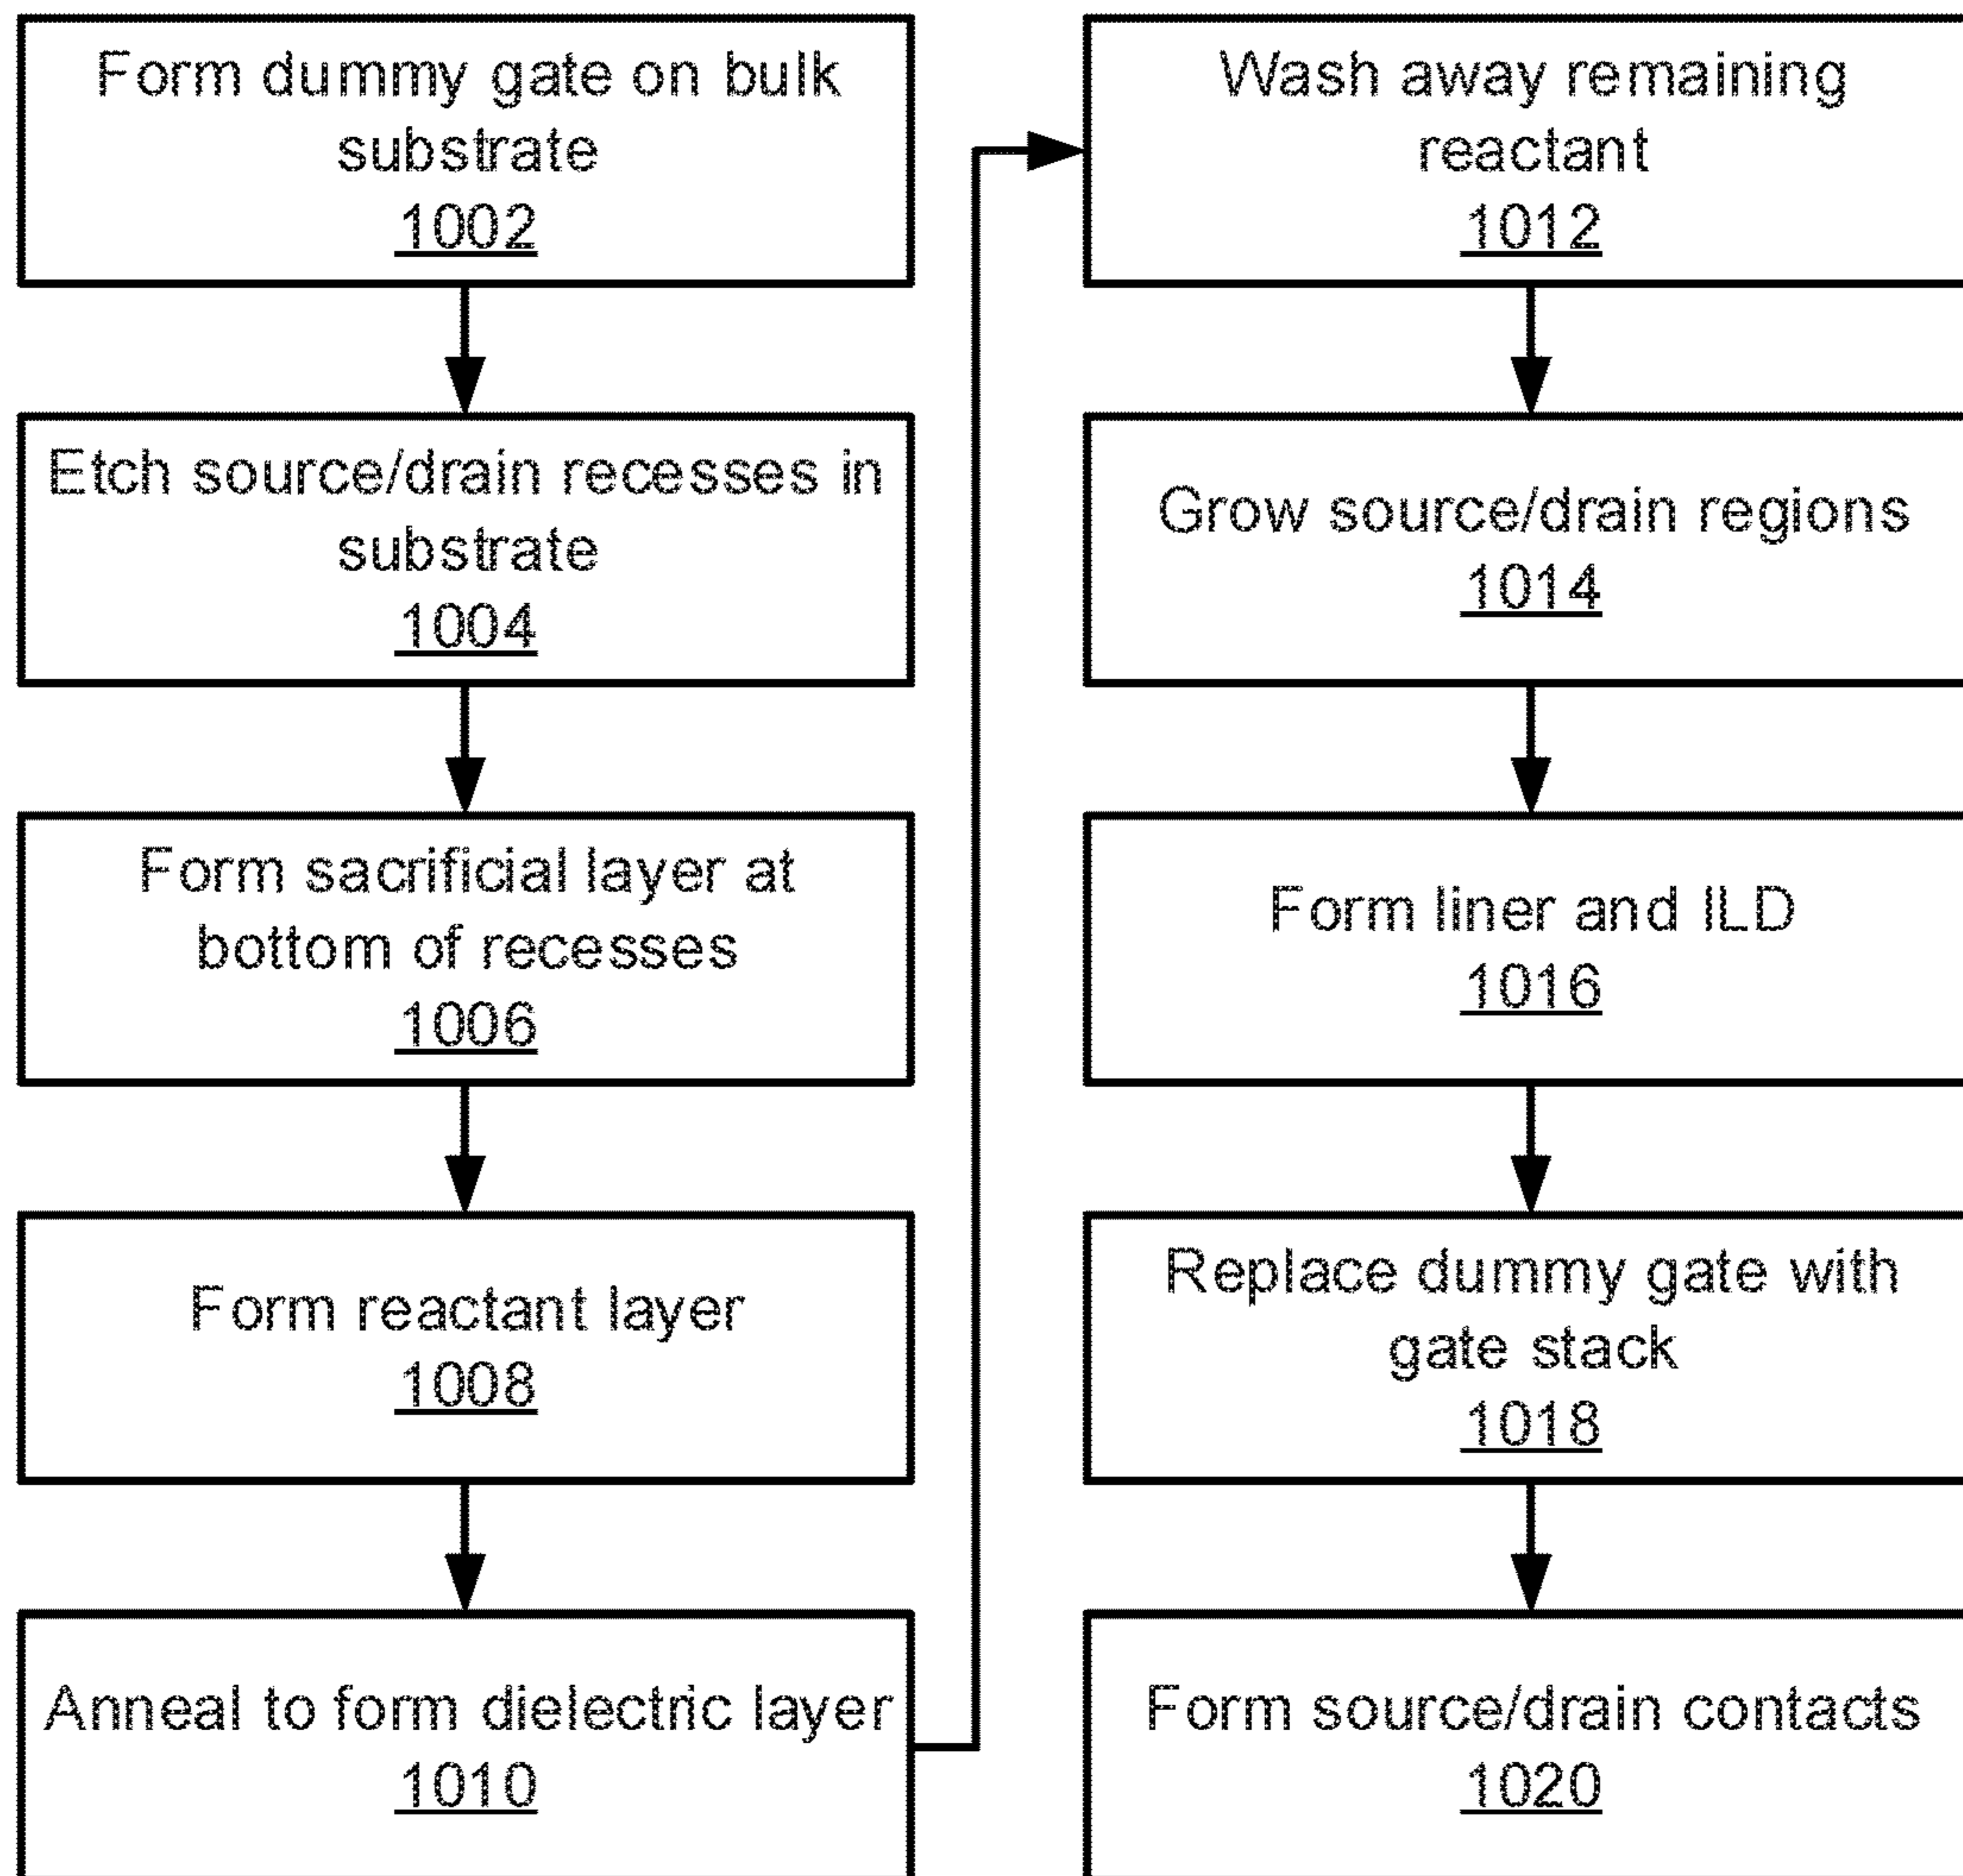 Form dummy gate on bulk
substrate
1002
Etch source/drain recesses in
substrate
1004
Form sacrificial layer at
bottom of recesses
1006
Form reactant layer
1008
Anneal to form dielectric layer
1010
Wash away remaining
reactant
1012
Grow source/drain regions
1014
Form liner and ILD
1016
Replace dummy gate with
gate stack
1018
Form source/drain contacts
1020